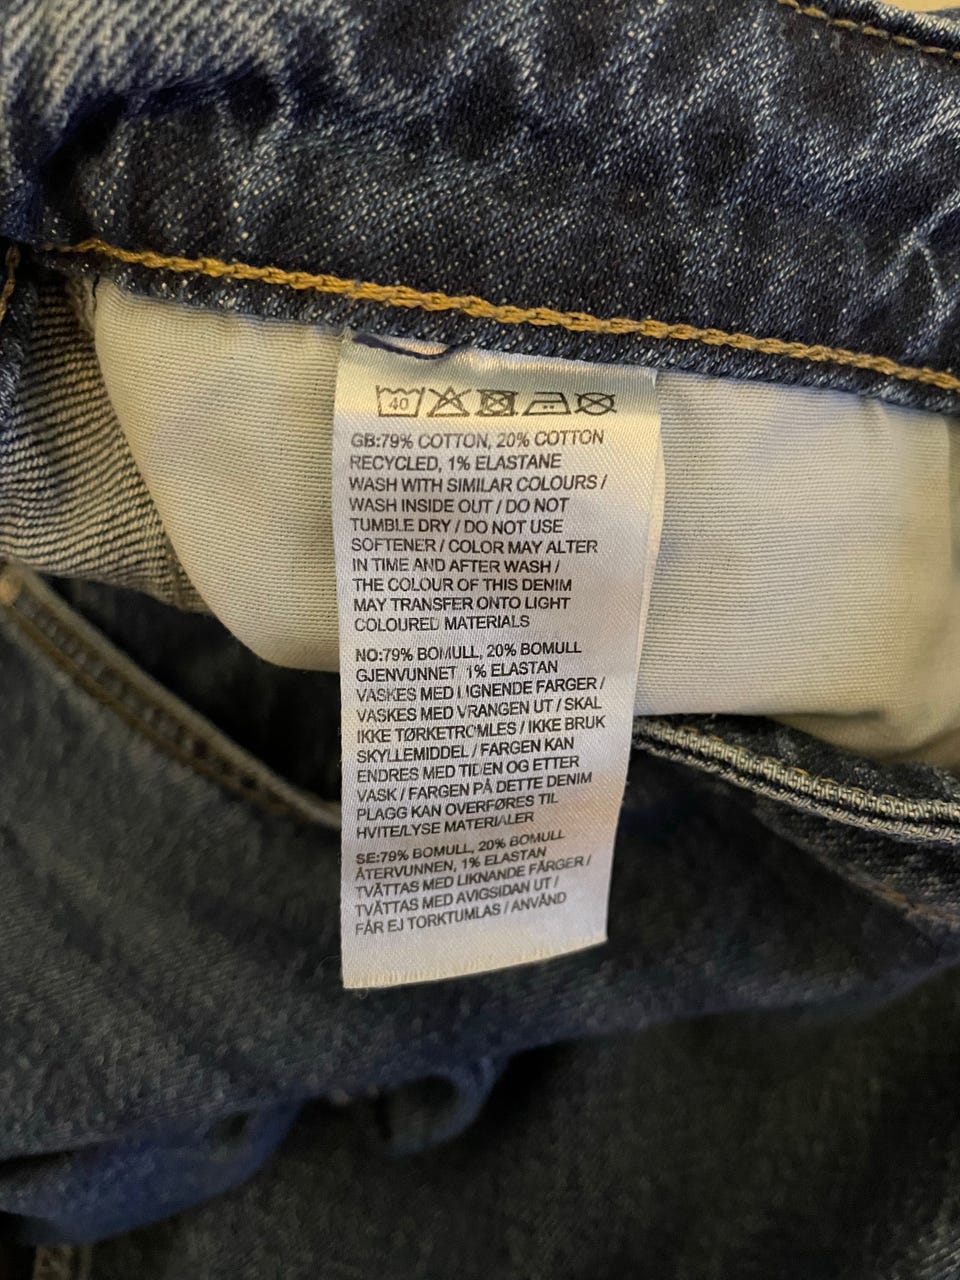 40
GB:79% COTTON, 20% COTTON
RECYCLED, 1% ELASTANE
WASH WITH SIMILAR COLOURS /
WASH INSIDE OUT / DO NOT
TUMBLE DRY / DO NOT USE
SOFTENER / COLOR MAY ALTER
IN TIME AND AFTER WASH /
THE COLOUR OF THIS DENIM
MAY TRANSFER ONTO LIGHT
COLOURED MATERIALS
NO:79% BOMULL, 20% BOMULL
GJENVUNNET, 1% ELASTAN
VASKES MED LIGNENDE FARGER /
VASKES MED VRANGEN UT / SKAL
IKKE TØRKETROMLES / IKKE BRUK
SKYLLEMIDDEL / FARGEN KAN
ENDRES MED TIDEN OG ETTER
VASK / FARGEN PÅ DETTE DENIM
PLAGG KAN OVERFØRES TIL
HVITE/LYSE MATERIALER
SE:79% BOMULL, 20% BOMULL
ÅTERVUNNEN, 1% ELASTAN
TVÄTTAS MED LIKNANDE FÄRGER /
TVÄTTAS MED AVIGSIDAN UT /
FÅR EJ TORKTUMLAS / ANVÄND